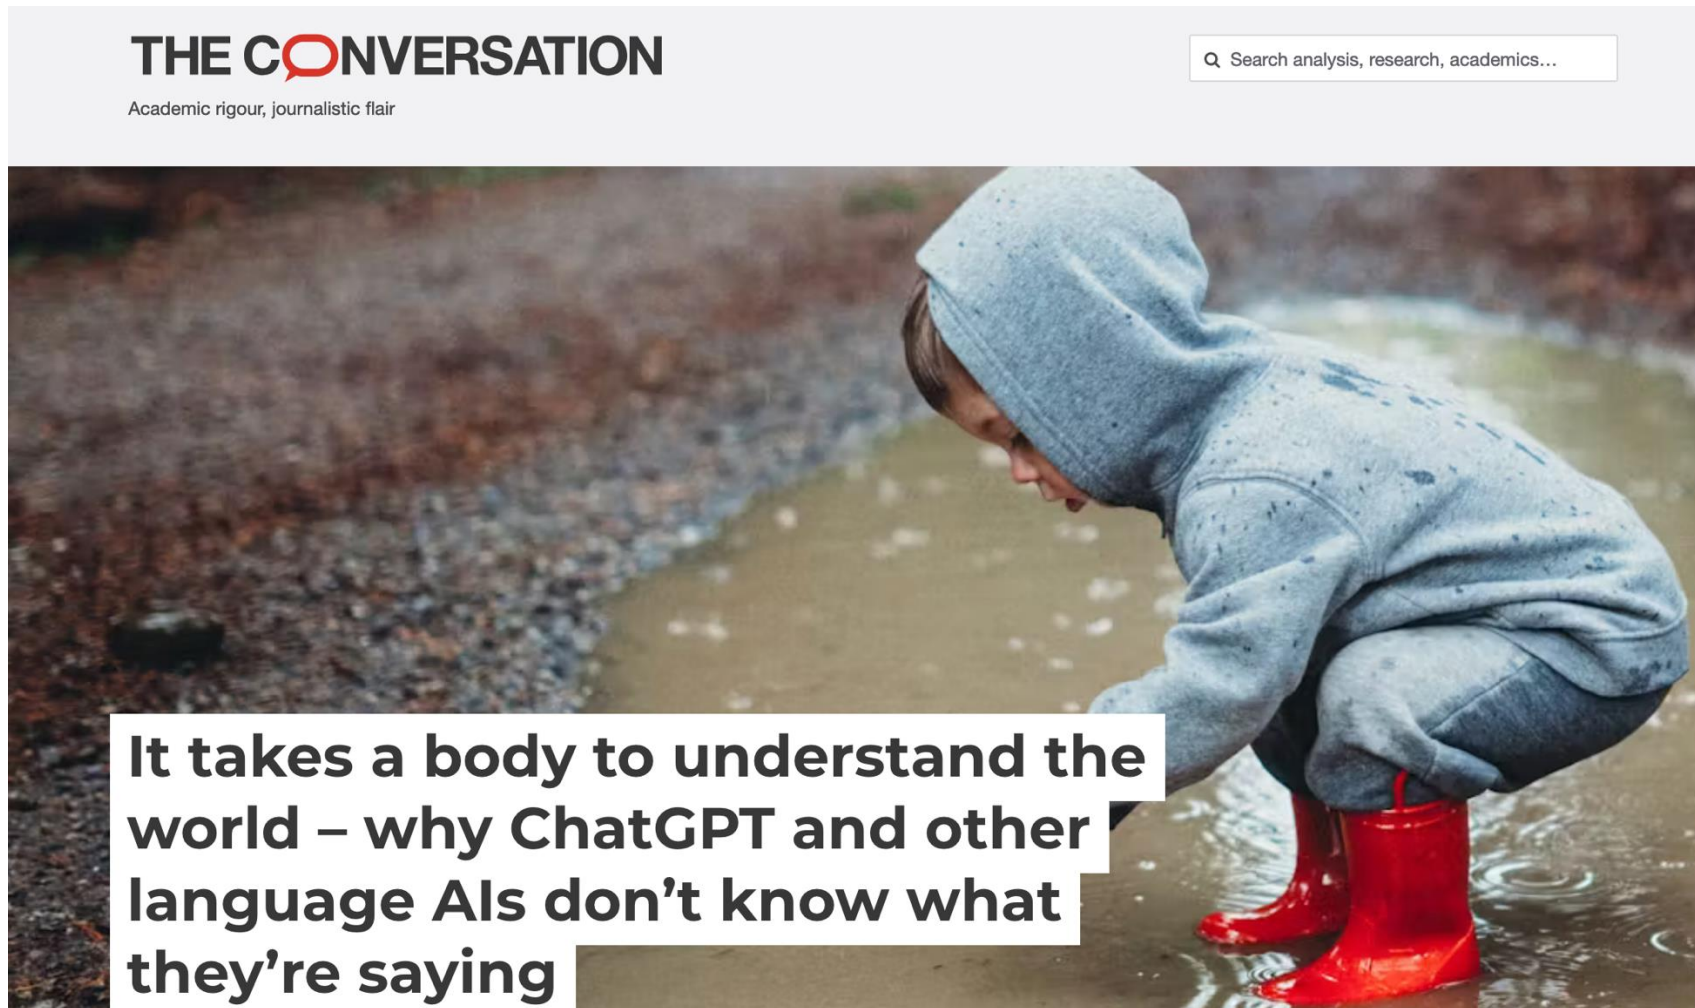 THE CONVERSATION
Search analysis, research, academics…
Academic rigour, journalistic flair
It takes a body to understand the
world – why ChatGPT and other
language AIs don’t know what
they’re saying